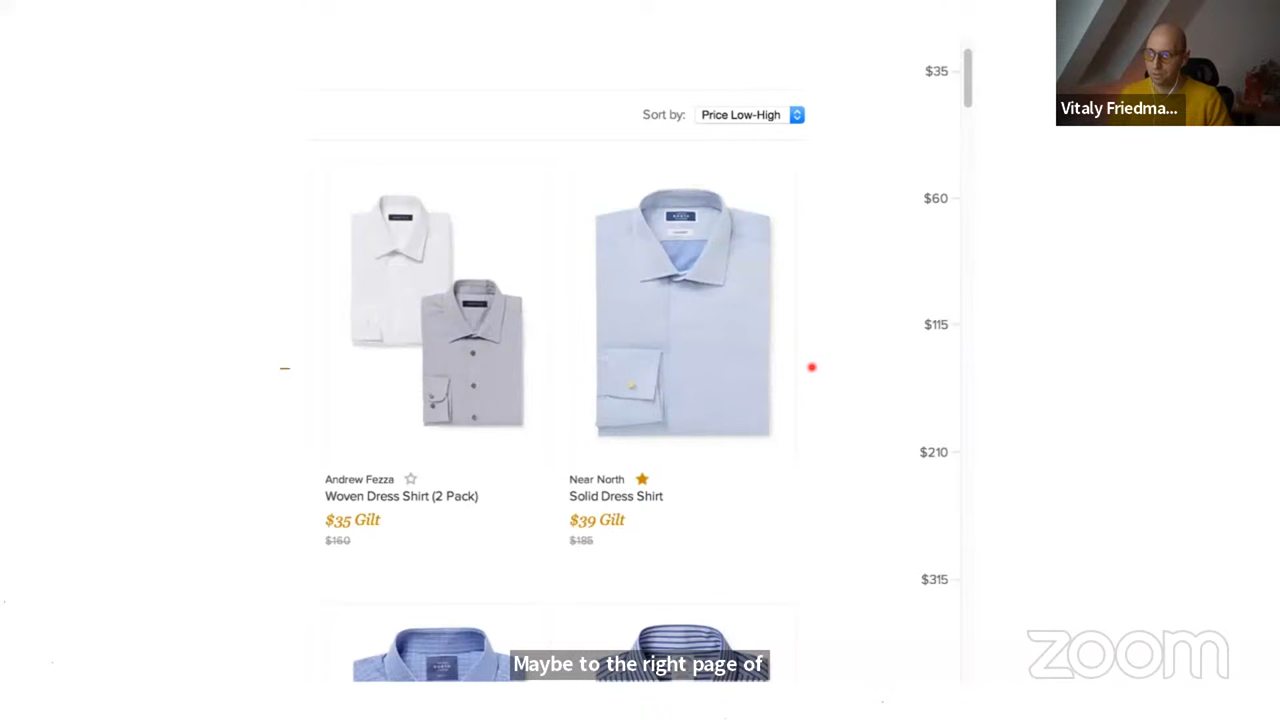 $35
Vitaly Friedma...
Sort by: Price Low-High
$60
$115
$210
Andrew Fezza
Woven Dress Shirt (2 Pack)
$35 Gilt
$160
Near North
Solid Dress Shirt
$39 Gilt
$185
$315
Maybe to the right page of
zoom